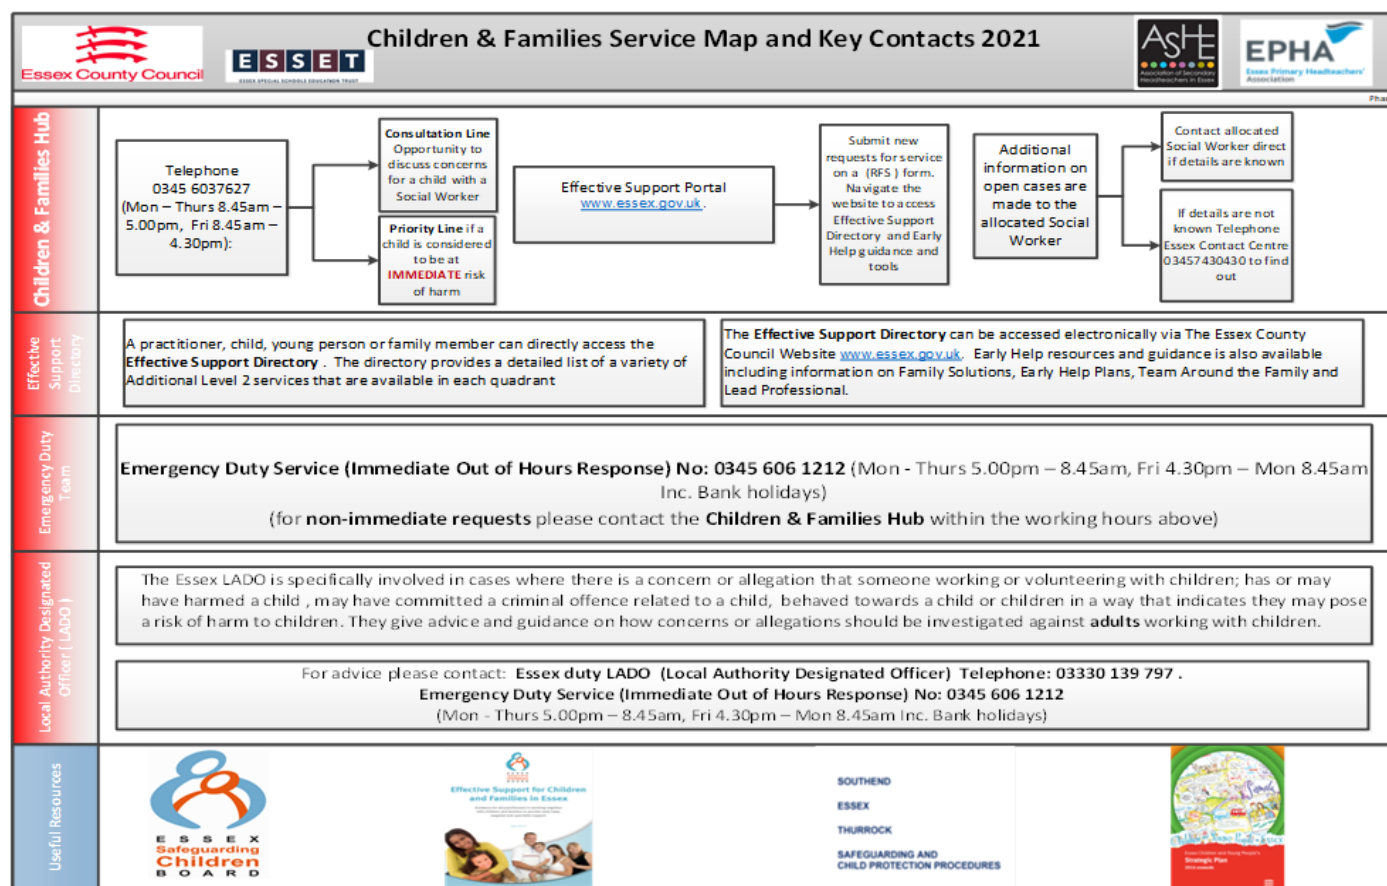 Essex County Council
ESSET
ESSEX SPECIAL SCHOOLS EDUCATION TRUST
Children & Families Service Map and Key Contacts 2021
ASHE
Association of Secondary
Headteachers in Essex
EPHA
Essex Primary Headteachers'
Association
Children & Families Hub
Telephone
0345 6037627
(Mon – Thurs 8.45am –
5.00pm, Fri 8.45am –
4.30pm):
Consultation Line
Opportunity to
discuss concerns
for a child with a
Social Worker
Priority Line if a
child is considered
to be at
IMMEDIATE risk
of harm
Effective Support Portal
www.essex.gov.uk.
Submit new
requests for service
on a (RFS ) form.
Navigate the
website to access
Effective Support
Directory and Early
Help guidance and
tools
Additional
information on
open cases are
made to the
allocated Social
Worker
Contact allocated
Social Worker direct
if details are known
If details are not
known Telephone
Essex Contact Centre
03457430430 to find
out
Effective
Support
Directory
A practitioner, child, young person or family member can directly access the
Effective Support Directory . The directory provides a detailed list of a variety of
Additional Level 2 services that are available in each quadrant
The Effective Support Directory can be accessed electronically via The Essex County
Council Website www.essex.gov.uk. Early Help resources and guidance is also available
including information on Family Solutions, Early Help Plans, Team Around the Family and
Lead Professional.
Emergency Duty
Team
Emergency Duty Service (Immediate Out of Hours Response) No: 0345 606 1212 (Mon - Thurs 5.00pm – 8.45am, Fri 4.30pm – Mon 8.45am
Inc. Bank holidays)
(for non-immediate requests please contact the Children & Families Hub within the working hours above)
Local Authority Designated
Officer ( LADO )
The Essex LADO is specifically involved in cases where there is a concern or allegation that someone working or volunteering with children; has or may
have harmed a child , may have committed a criminal offence related to a child, behaved towards a child or children in a way that indicates they may pose
a risk of harm to children. They give advice and guidance on how concerns or allegations should be investigated against adults working with children.
For advice please contact: Essex duty LADO (Local Authority Designated Officer) Telephone: 03330 139 797 .
Emergency Duty Service (Immediate Out of Hours Response) No: 0345 606 1212
(Mon - Thurs 5.00pm – 8.45am, Fri 4.30pm – Mon 8.45am Inc. Bank holidays)
Useful Resources
ESSEX
Safeguarding
Children
BOARD
Effective Support for Children
and Families in Essex
SOUTHEND
ESSEX
THURROCK
SAFEGUARDING AND
CHILD PROTECTION PROCEDURES
Strategic Plan